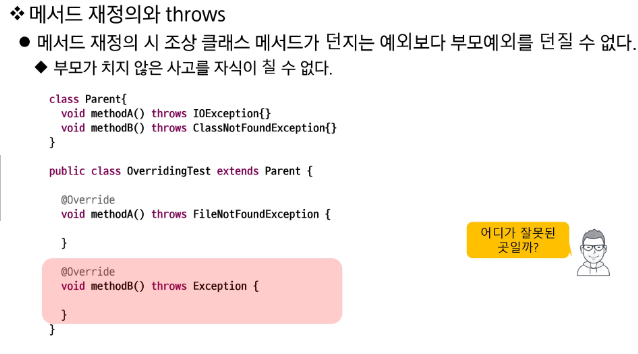 ❖ 메서드 재정의와 throws
● 메서드 재정의 시 조상 클래스 메서드가 던지는 예외보다 부모예외를 던질 수 없다.
◆ 부모가 치지 않은 사고를 자식이 칠 수 없다.
class Parent{
void methodA() throws IOException{}
void methodB() throws ClassNotFoundException{}
}
public class OverridingTest extends Parent {
@Override
void methodA() throws FileNotFoundException {
}
@Override
void methodB() throws Exception {
}
}
어디가 잘못된
곳일까?